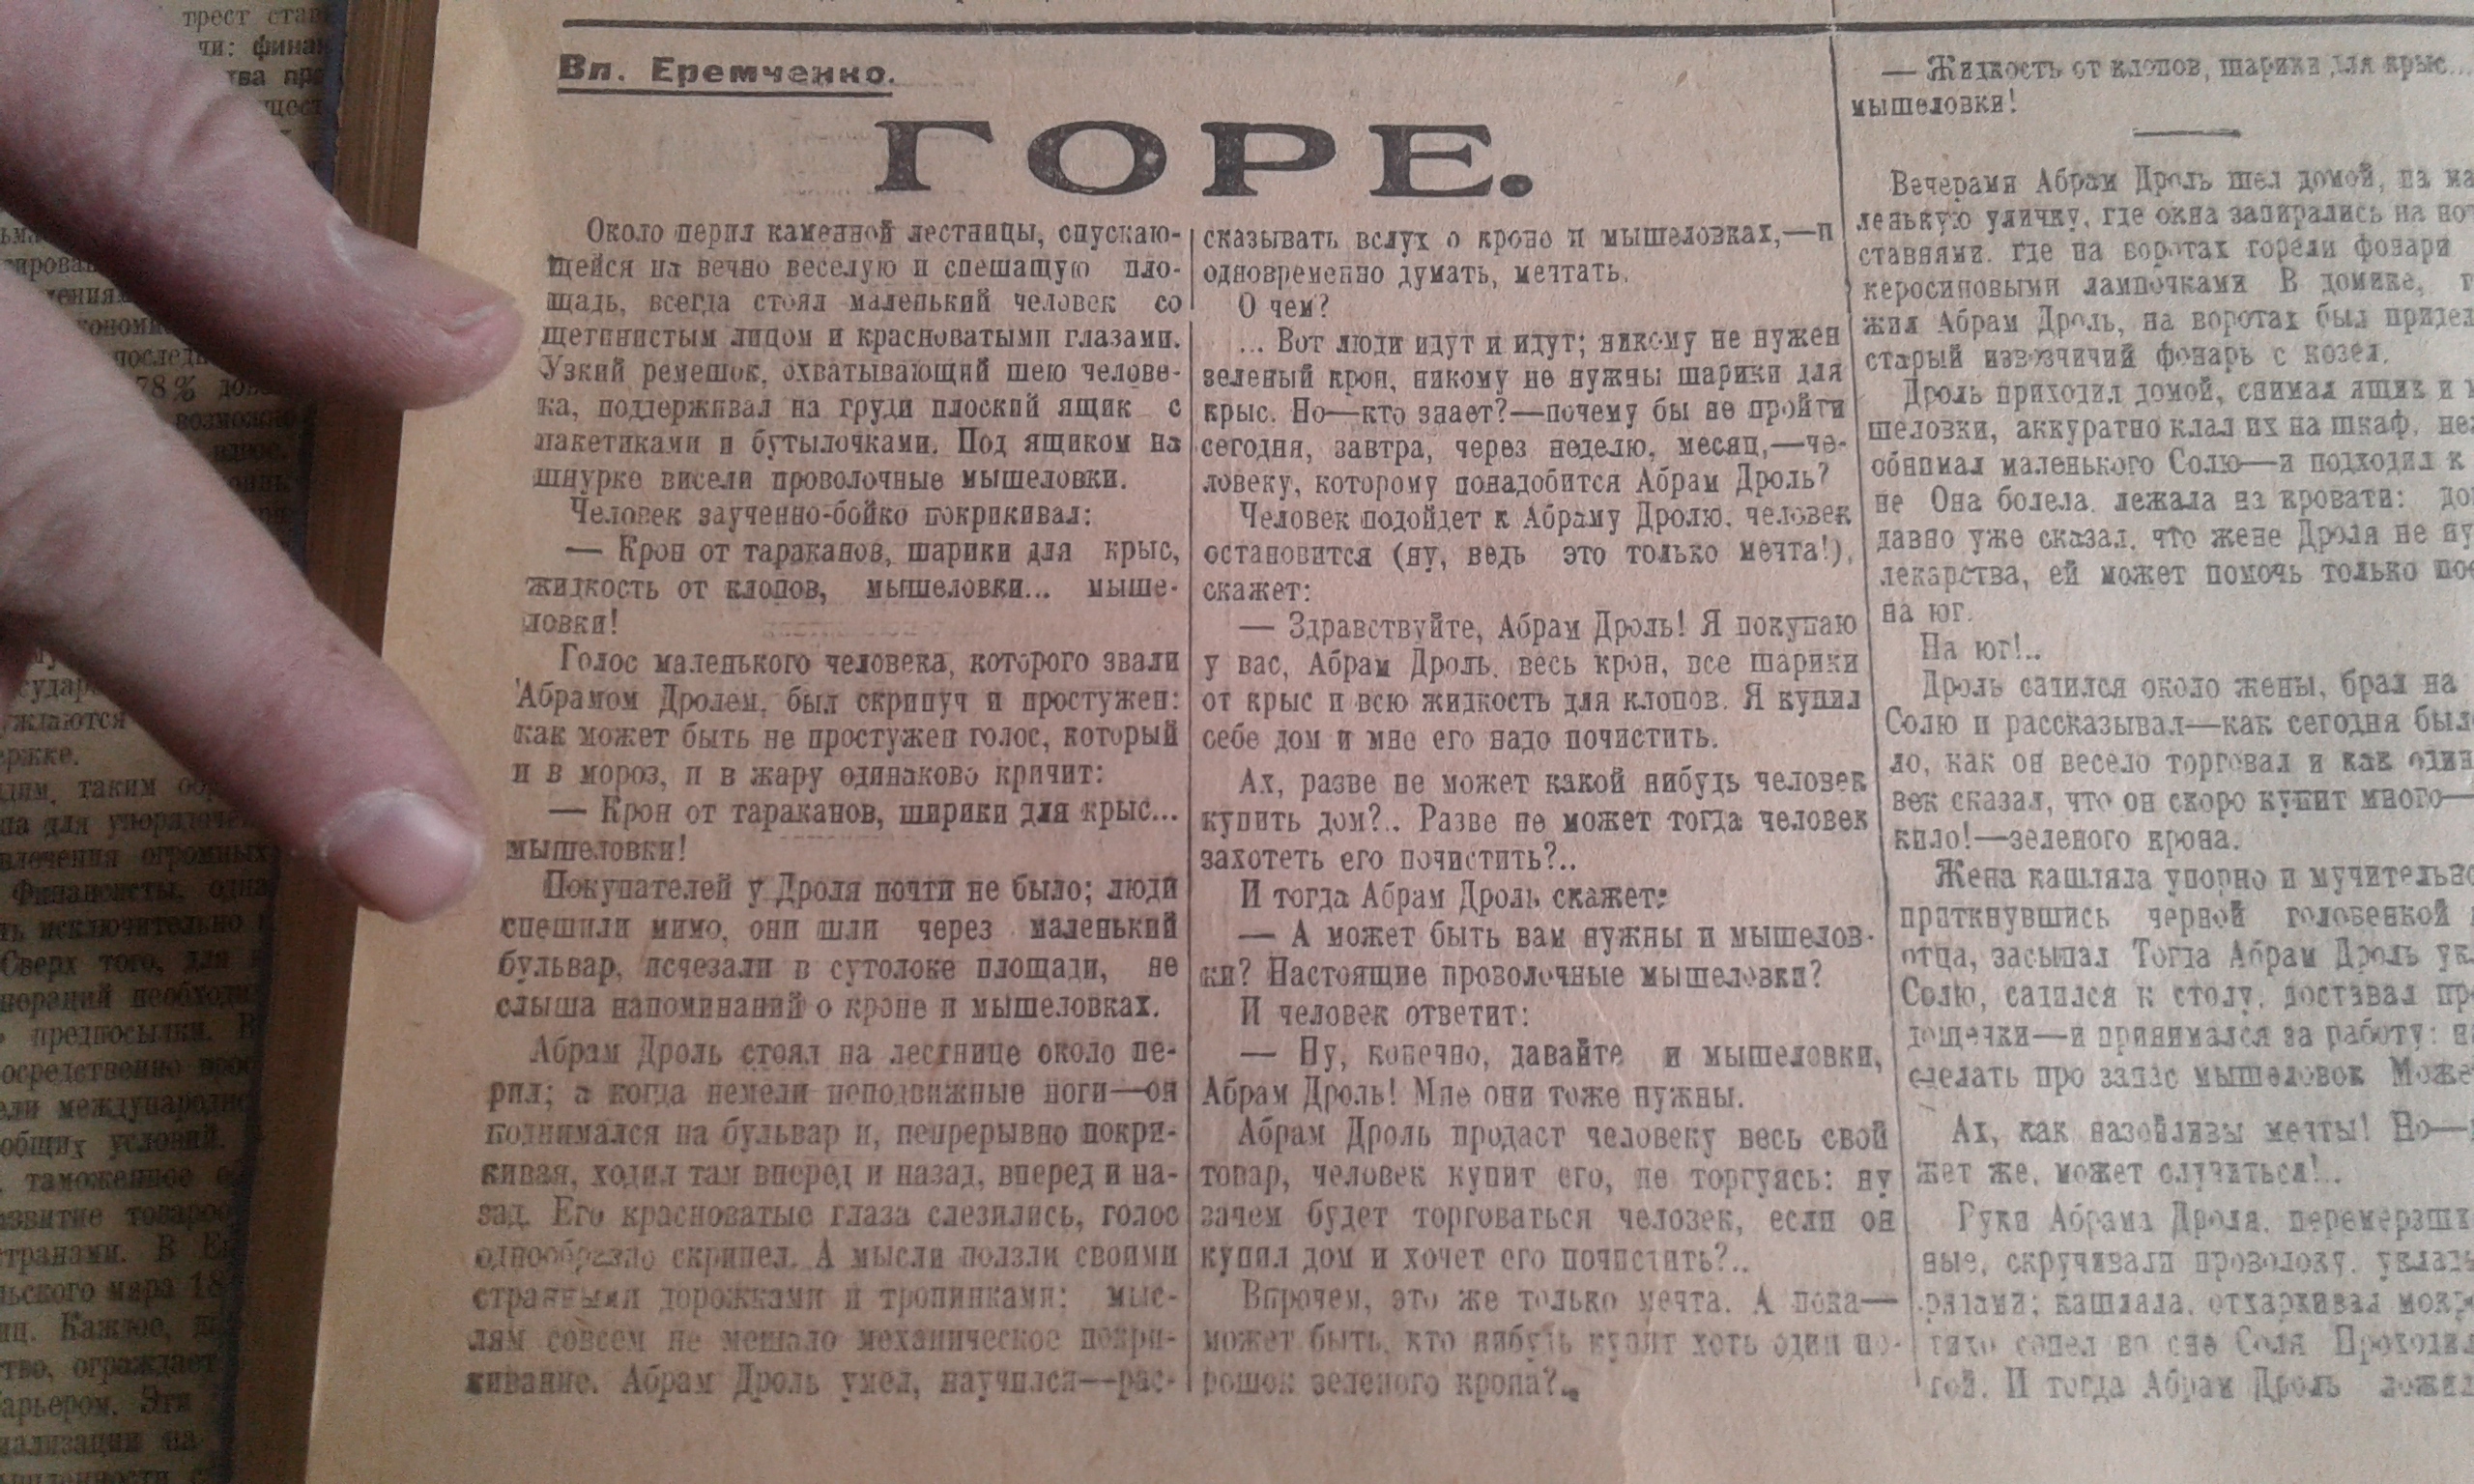 Вл. Еремченко.
ГОРЕ.
Около перил каменной лестницы, спускаю-
щейся на вечно веселую и спешащую пло-
щадь, всегда стоял маленький человек со
щетинистым лицом и красноватыми глазами.
Узкий ремешок, охватывающий шею челове-
ка, поддерживал на груди плоский ящик с
пакетиками и бутылочками. Под ящиком на
шнурке висели проволочные мышеловки.
Человек заученно-бойко покрикивал:
— Крон от тараканов, шарики для крыс,
жидкость от клопов, мышеловки... мыше-
ловки!
Голос маленького человека, которого звали
Абрамом Дролем, был скрипуч и простужен:
как может быть не простужен голос, который
и в мороз, и в жару одинаково кричит:
— Крон от тараканов, ширики для крыс...
мышеловки!
Покупателей у Дроля почти не было; люди
спешили мимо, они шли через маленький
бульвар, исчезали в сутолоке площади, не
слыша напоминаний о кроне и мышеловках.
Абрам Дроль стоял на лестнице около пе-
рил; а когда немели неподвижные ноги—он
поднимался на бульвар и, непрерывно покри-
кивая, ходил там вперед и назад, вперед и на-
зад. Его красноватые глаза слезились, голос
однообразно скрипел. А мысли ползли своими
странными дорожками и тропинками: мыс-
лям совсем не мешало механическое покри-
кивание. Абрам Дроль умел, научился—рас-
сказывать вслух о кроне и мышеловках,—и
одновременно думать, мечтать.
О чем?
... Вот люди идут и идут; никому не нужен
зеленый крон, никому не нужны шарики для
крыс. Но—кто знает?—почему бы не пройти
сегодня, завтра, через неделю, месяц,—че-
ловеку, которому понадобится Абрам Дроль?
Человек подойдет к Абраму Дролю, человек
остановится (ну, ведь это только мечта!),
скажет:
— Здравствуйте, Абрам Дроль! Я покупаю
у вас, Абрам Дроль, весь крон, все шарики
от крыс и всю жидкость для клопов. Я купил
себе дом и мне его надо почистить.
Ах, разве не может какой нибудь человек
купить дом?.. Разве не может тогда человек
захотеть его почистить?..
И тогда Абрам Дроль скажет:
— А может быть вам нужны и мышелов-
ки? Настоящие проволочные мышеловки?
И человек ответит:
— Ну, конечно, давайте и мышеловки,
Абрам Дроль! Мне они тоже нужны.
Абрам Дроль продаст человеку весь свой
товар, человек купит его, не торгуясь: ну
зачем будет торговаться человек, если он
купил дом и хочет его почистить?..
Впрочем, это же только мечта. А пока—
может быть, кто нибудь купит хоть один по-
рошок зеленого крона?..
— Жидкость от клопов, шарики для крыс...
мышеловки!
Вечерами Абрам Дроль шел домой, на ма
ленькую уличку, где окна запирались на ноч
ставнями, где на воротах горели фонари
керосиновыми лампочками В домике,
жил Абрам Дроль, на воротах был придел
старый извозчичий фонарь с козел.
Дроль приходил домой, снимал ящик и
шеловки, аккуратно клал их на шкаф,
обнимал маленького Солю—и подходил к
не Она болела, лежала на кровати:
давно уже сказал, что жене Дроля не ну
лекарства, ей может помочь только
на юг.
На юг!..
Дроль садился около жены, брал на
Солю и рассказывал—как сегодня был
ло, как он весело торговал и как один
век сказал, что он скоро купит много—
кило!—зеленого крона.
Жена кашляла упорно и мучительно
приткнувшись черной головенкой
отца, засыпал Тогда Абрам Дроль ук
Солю, садился к столу, доставал пр
дощечки—и принимался за работу:
сделать про запас мышеловок Може
Ах, как назойливы мечты! Но—
жет же, может случиться!..
Руки Абрама Дроля, перемерзши
ные, скручивали проволоку,
кашляла, отхаркивал мокр
тихо сопел во сне Соля Проходил
гой. И тогда Абрам Дроль ложил